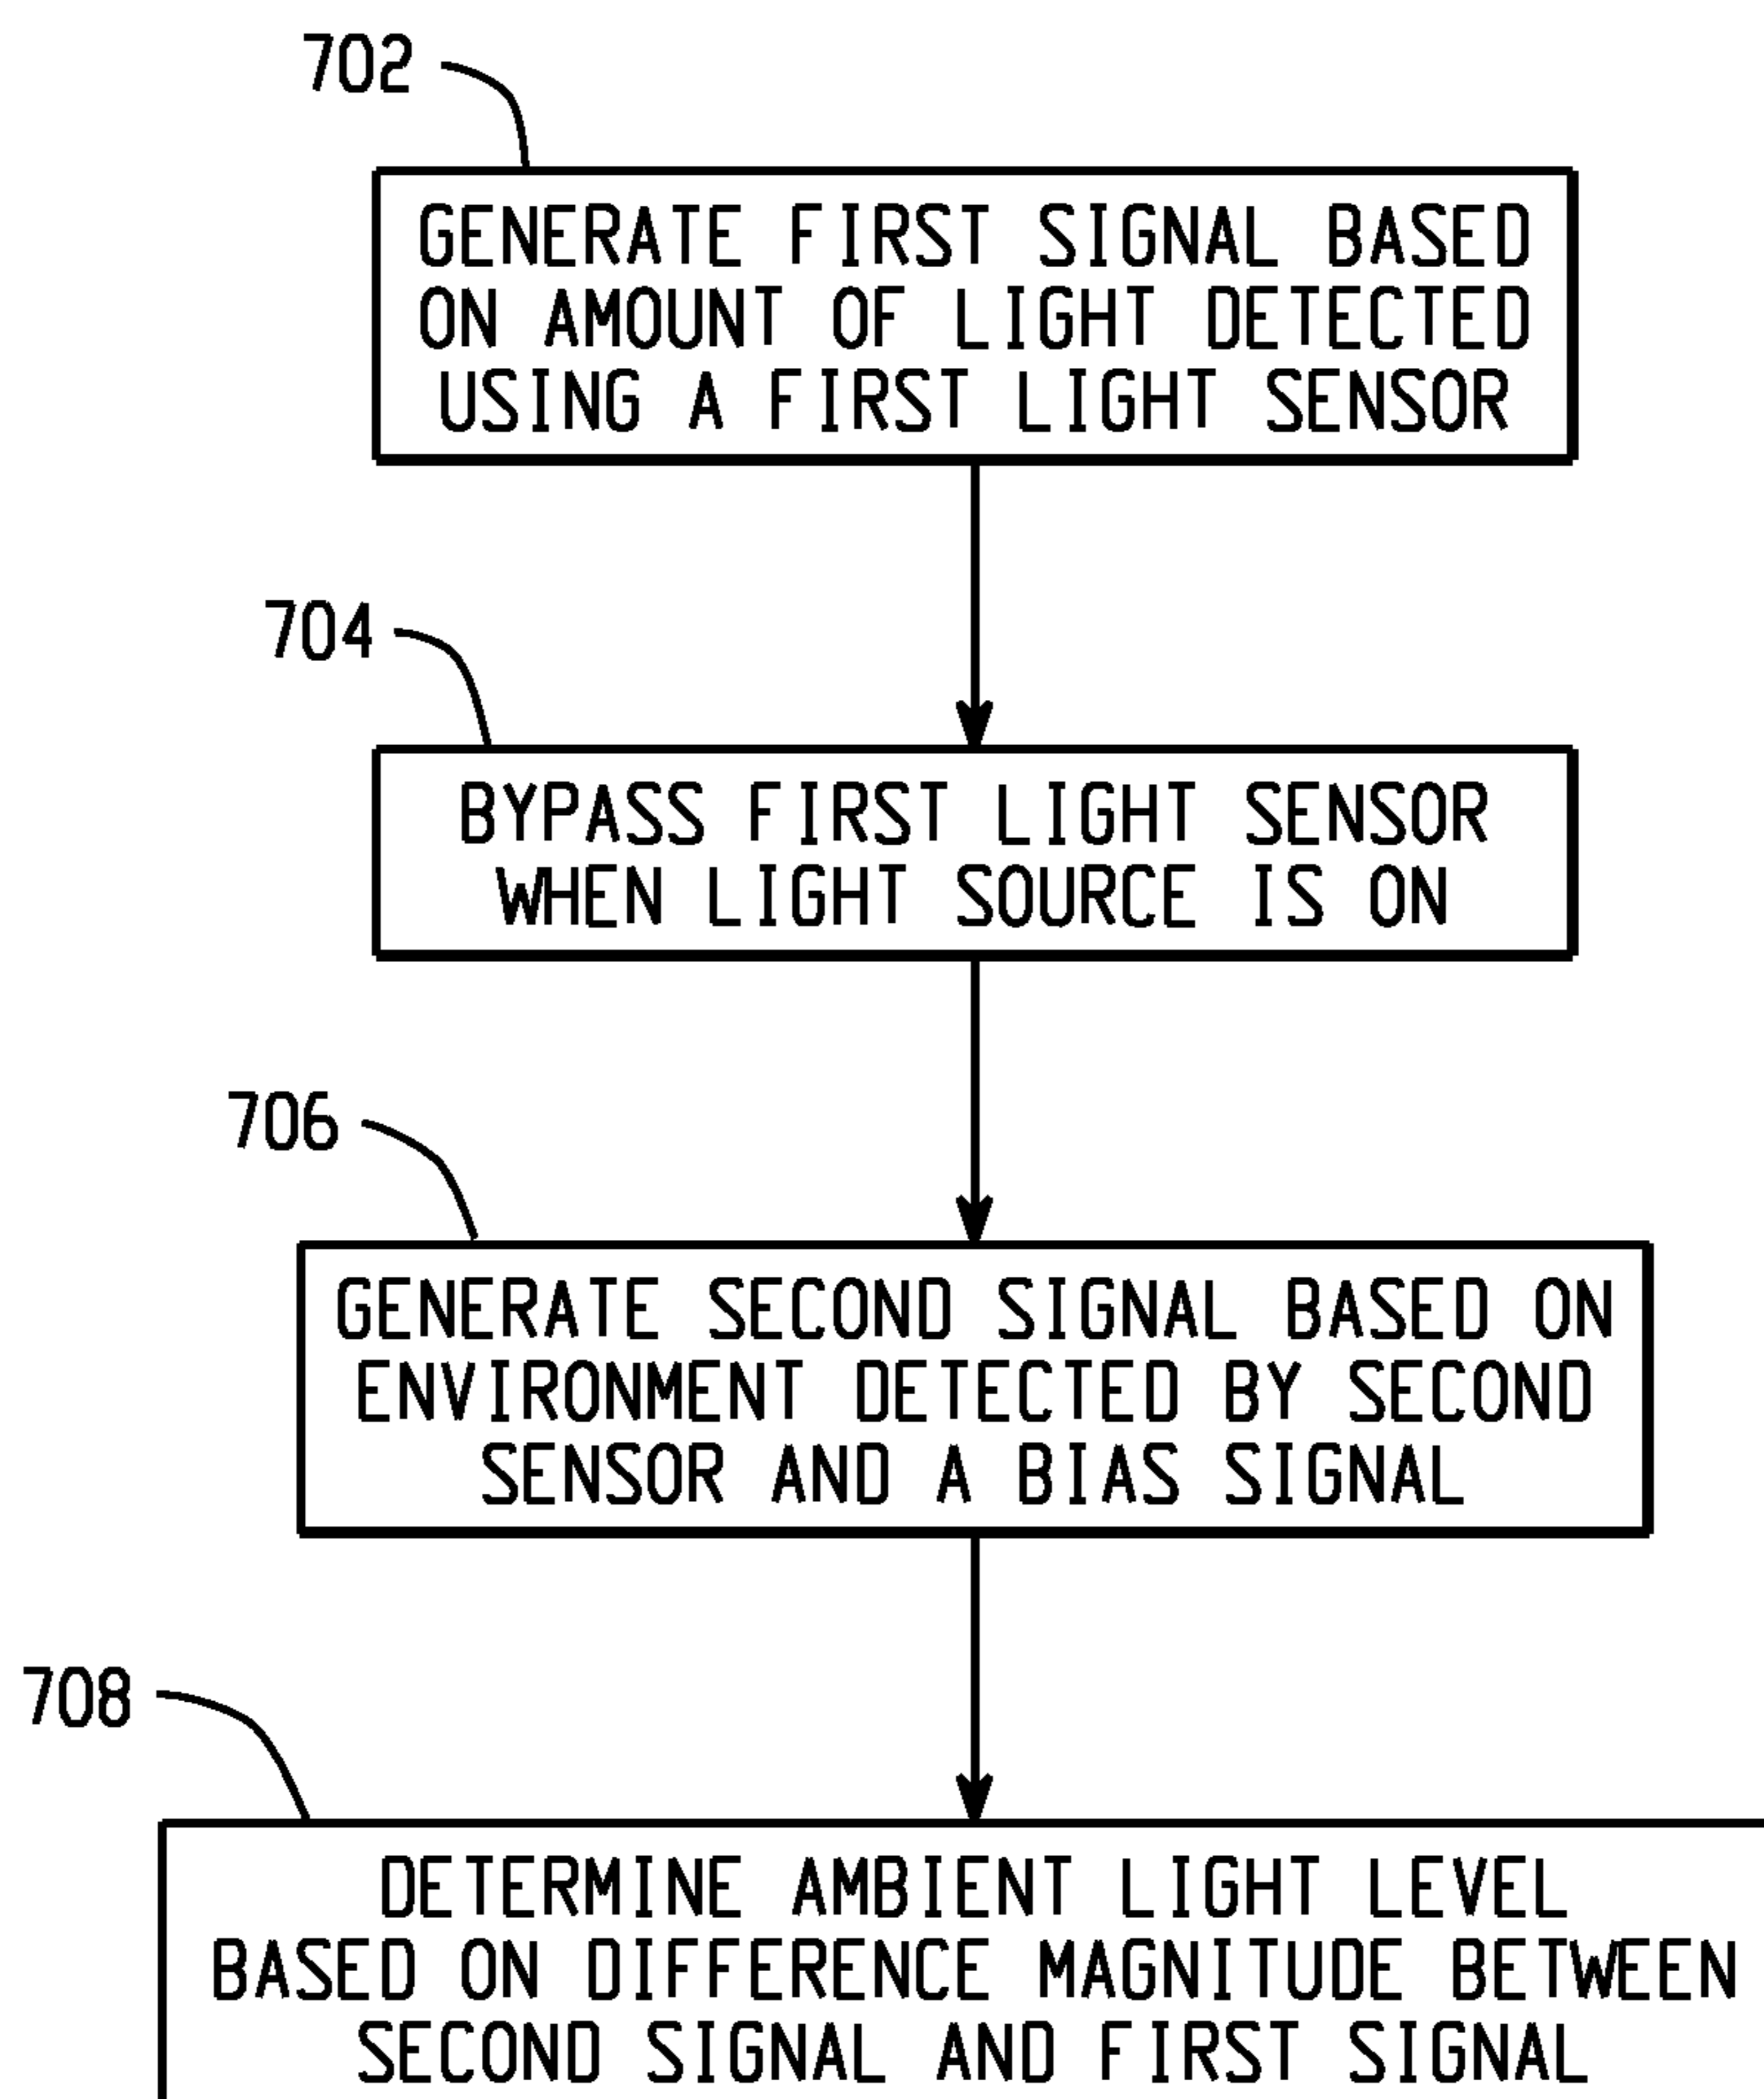 702
GENERATE FIRST SIGNAL BASED
ON AMOUNT OF LIGHT DETECTED
USING A FIRST LIGHT SENSOR
704
BYPASS FIRST LIGHT SENSOR
WHEN LIGHT SOURCE IS ON
706
GENERATE SECOND SIGNAL BASED ON
ENVIRONMENT DETECTED BY SECOND
SENSOR AND A BIAS SIGNAL
708
DETERMINE AMBIENT LIGHT LEVEL
BASED ON DIFFERENCE MAGNITUDE BETWEEN
SECOND SIGNAL AND FIRST SIGNAL